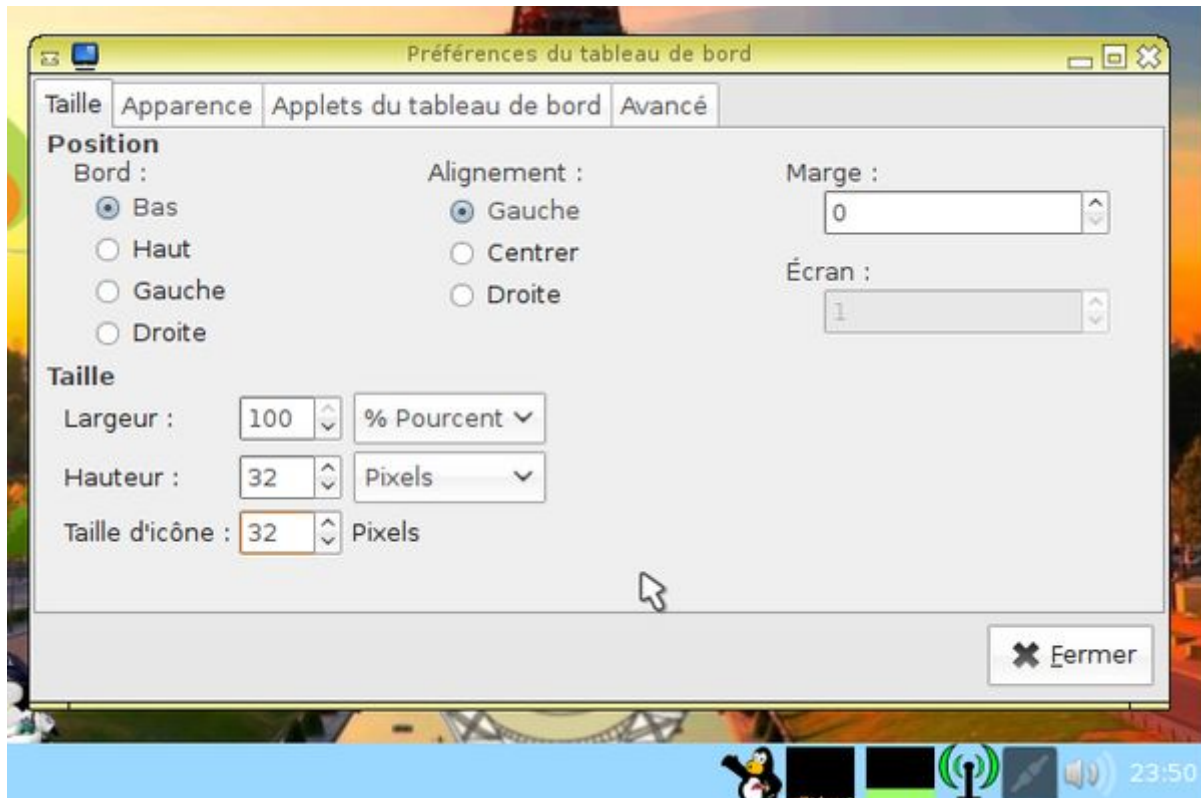 Préférences du tableau de bord
Taille Apparence Applets du tableau de bord Avancé
Position
Bord : Alignement : Marge :
Bas Gauche 0
Haut Centrer
Gauche Droite Écran :
1
Droite
Taille
Largeur : 100 % Pourcent
Hauteur : 32 Pixels
Taille d'icône : 32 Pixels
Fermer
23:50